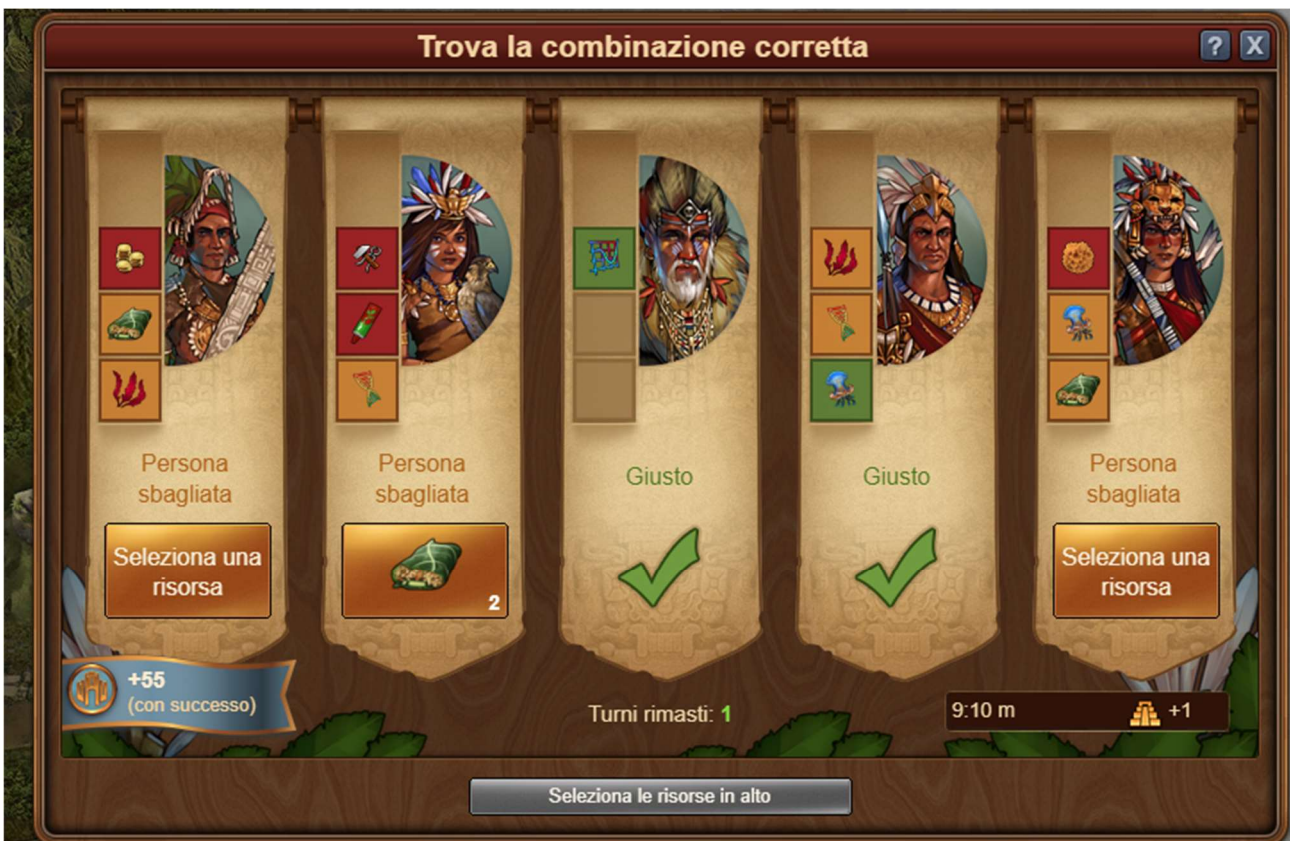 Trova la combinazione corretta
? X
Persona
sbagliata
Seleziona una
risorsa
Persona
sbagliata
2
Giusto
Giusto
Persona
sbagliata
Seleziona una
risorsa
+55
(con successo)
Turni rimasti: 1
9:10 m
+1
Seleziona le risorse in alto